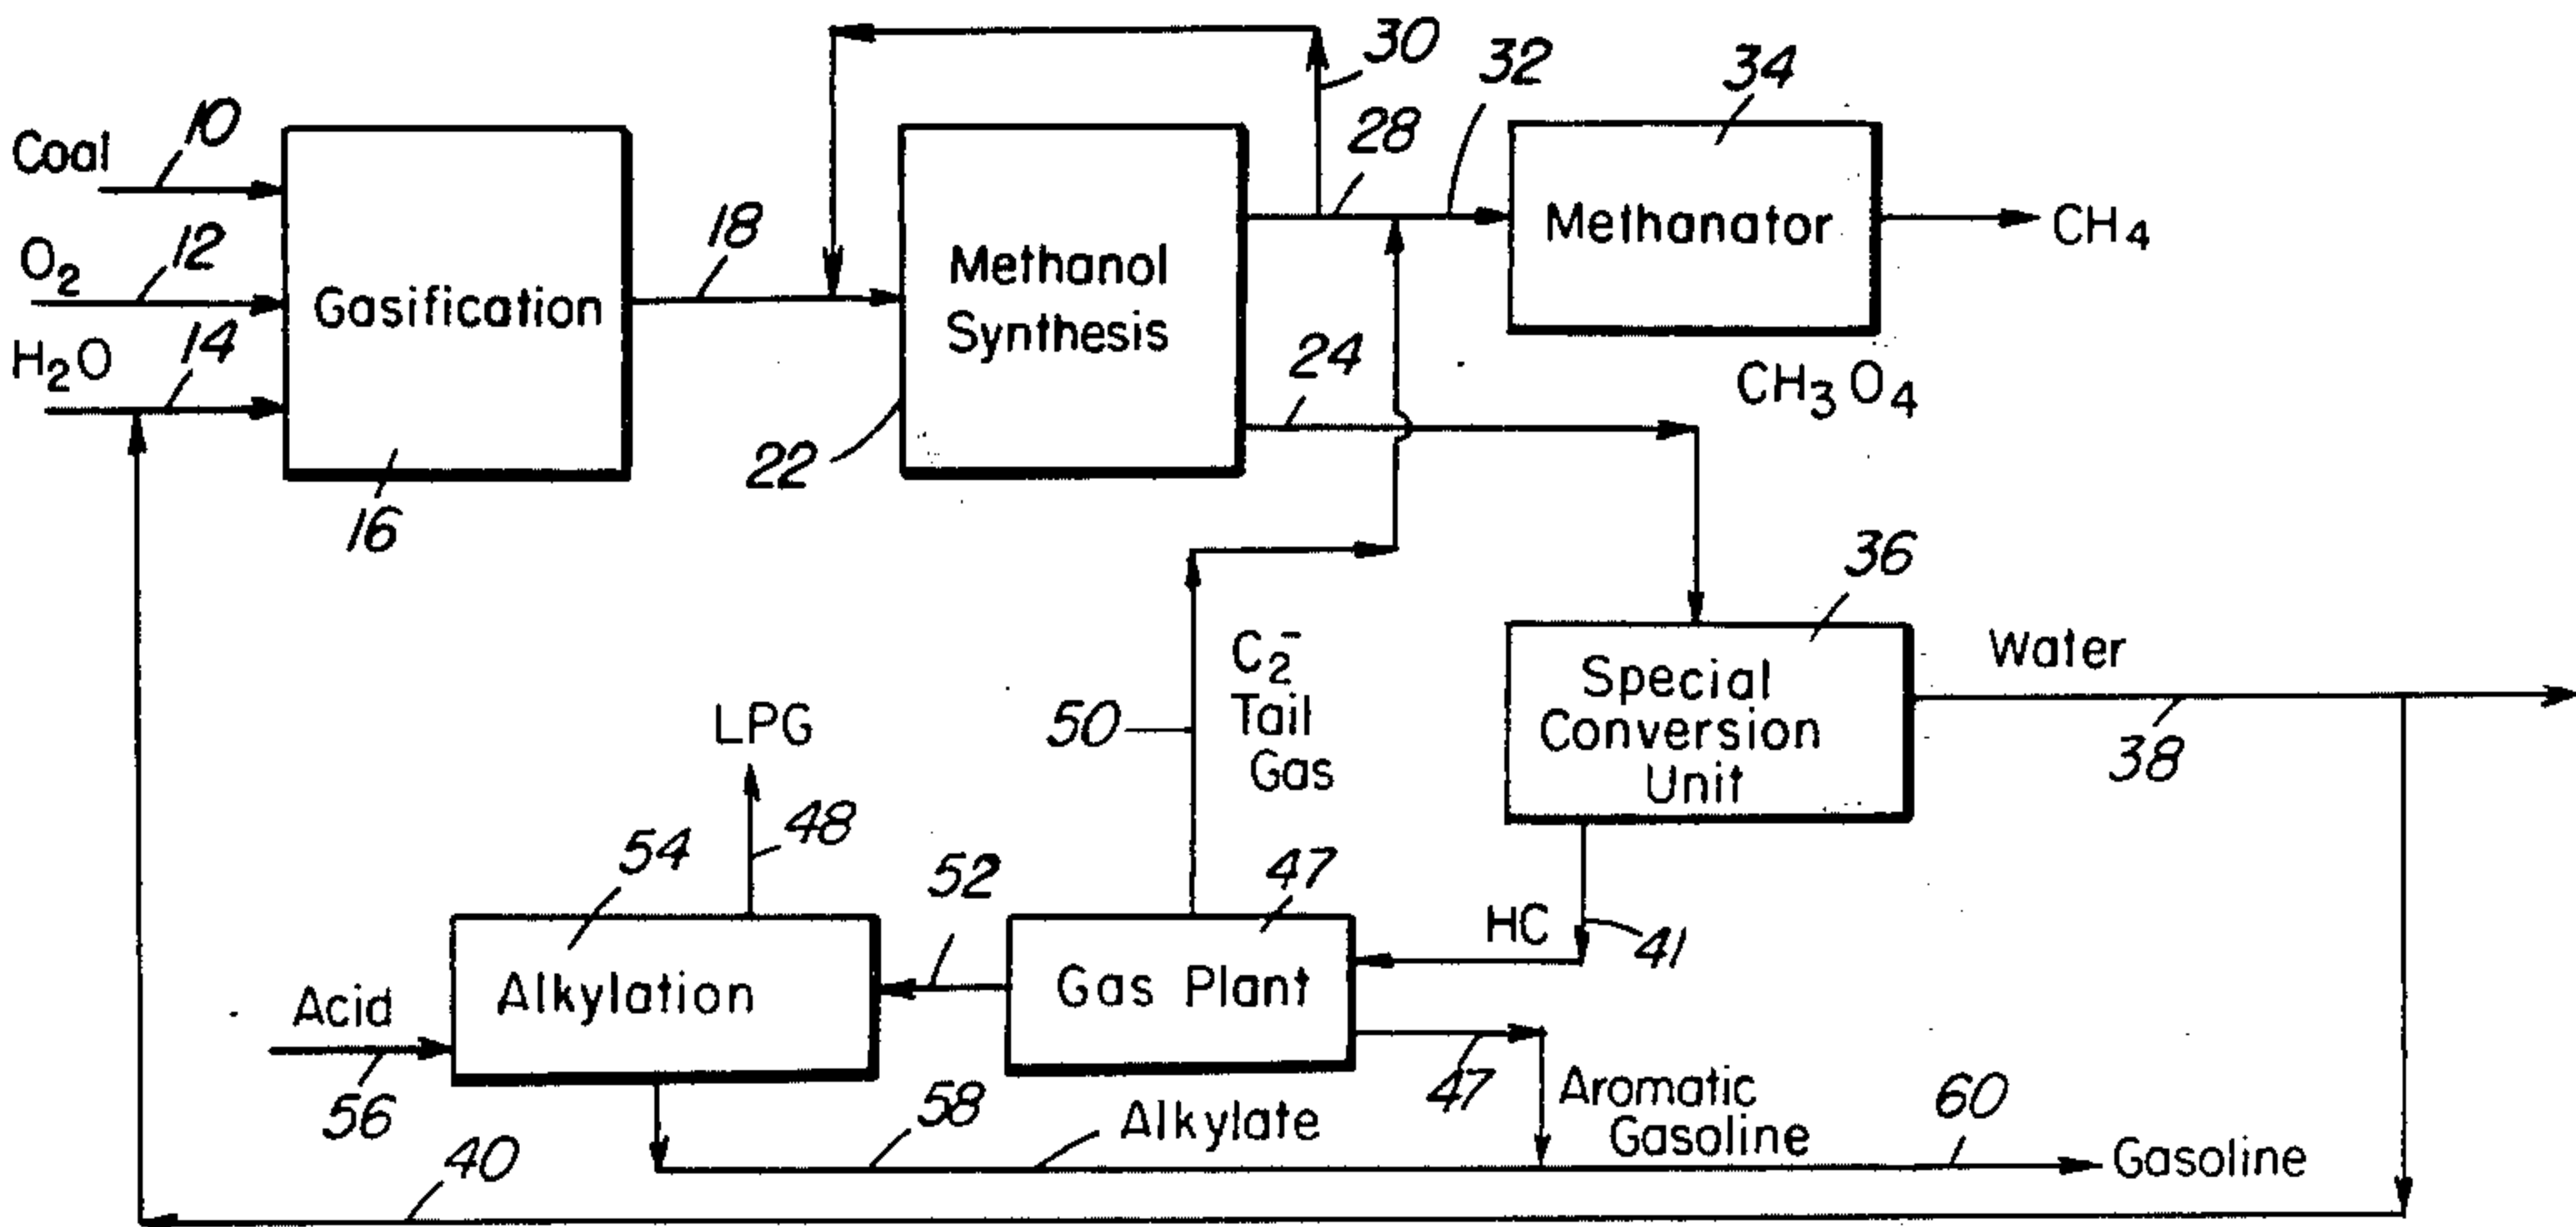 30
32
34
Coal
10
28
O2
12
18
Methanator
CH4
Gasification
Methanol
Synthesis
H2O
14
24
CH3O4
22
16
36
C2-
Tail
Gas
Special
Conversion
Unit
Water
38
LPG
50
48
54
52
47
HC
41
Acid
Alkylation
Gas Plant
56
58
Alkylate
47
Aromatic
Gasoline
60
Gasoline
40